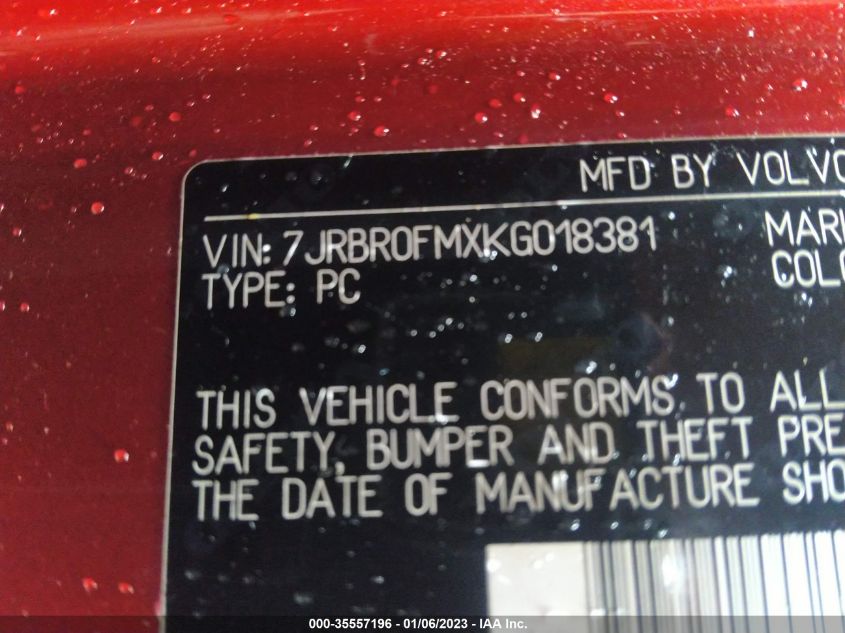 MFD BY VOLVO
VIN: 7JRBR0FMXKG018381
TYPE: PC
THIS VEHICLE CONFORMS TO ALL
SAFETY, BUMPER AND THEFT PRE
THE DATE OF MANUFACTURE SHO
000-35557196 - 01/06/2023 - IAA Inc.